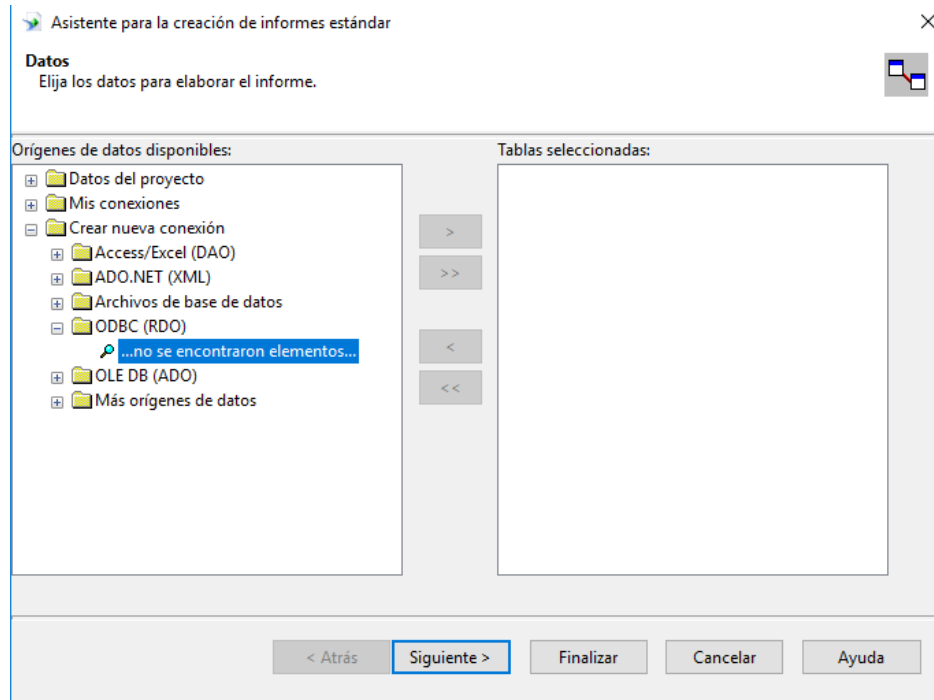 Asistente para la creación de informes estándar
Datos
Elija los datos para elaborar el informe.
Orígenes de datos disponibles:
Tablas seleccionadas:
Datos del proyecto
Mis conexiones
Crear nueva conexión
Access/Excel (DAO)
ADO.NET (XML)
Archivos de base de datos
ODBC (RDO)
...no se encontraron elementos...
OLE DB (ADO)
Más orígenes de datos
>
>>
<
<<
< Atrás
Siguiente >
Finalizar
Cancelar
Ayuda